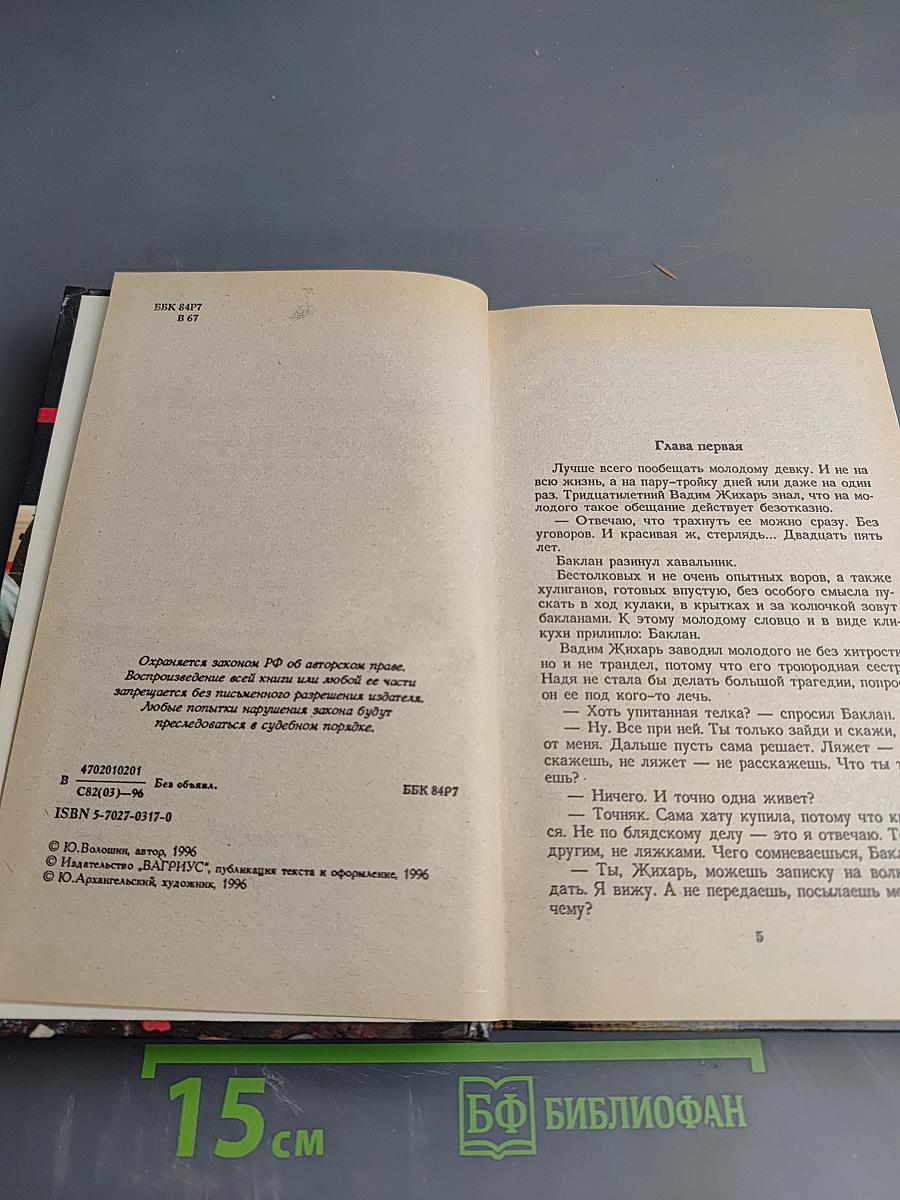 ББК 84Р7
В 67
Охраняется законом РФ об авторском праве.
Воспроизведение всей книги или любой ее части
запрещается без письменного разрешения издателя.
Любые попытки нарушения закона будут
преследоваться в судебном порядке.
В 4702010201 Без объявл.
С82(03)—96
ББК 84Р7
ISBN 5-7027-0317-0
© Ю.Волошин, автор, 1996
© Издательство „ВАГРИУС“, публикация текста и оформление, 1996
© Ю.Архангельский, художник, 1996
Глава первая
Лучше всего пообещать молодому девку. И не на
всю жизнь, а на пару-тройку дней или даже на один
раз. Тридцатилетний Вадим Жихарь знал, что на мо-
лодого такое обещание действует безотказно.
— Отвечаю, что трахнуть ее можно сразу. Без
уговоров. И красивая ж, стерлядь... Двадцать пять
лет.
Баклан разинул хавальник.
Бестолковых и не очень опытных воров, а также
хулиганов, готовых впустую, без особого смысла пу-
скать в ход кулаки, в крытках и за колючкой зовут
бакланами. К этому молодому словцо и в виде кли-
кухи прилипло: Баклан.
Вадим Жихарь заводил молодого не без хитрости
но и не трандел, потому что его троюродная сестр
Надя не стала бы делать большой трагедии, попро
он ее под кого-то лечь.
— Хоть упитанная телка? — спросил Баклан.
— Ну. Все при ней. Ты только зайди и скажи,
от меня. Дальше пусть сама решает. Ляжет —
скажешь, не ляжет — не расскажешь. Что ты т
ешь?
— Ничего. И точно одна живет?
— Точняк. Сама хату купила, потому что к
ся. Не по блядскому делу — это я отвечаю. Т
другим, не ляжками. Чего сомневаешься, Бак
— Ты, Жихарь, можешь записку на вол
дать. Я вижу. А не передаешь, посылаешь м
чему?
5
15 см
БФ БИБЛИОФАН